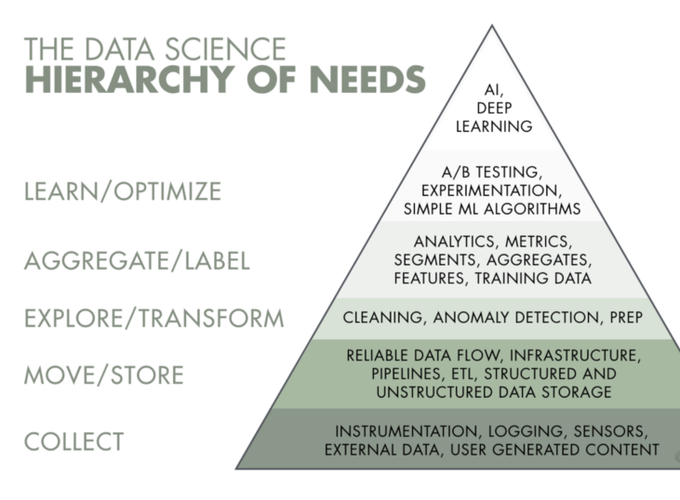 THE DATA SCIENCE
HIERARCHY OF NEEDS
AI,
DEEP
LEARNING
LEARN/OPTIMIZE
A/B TESTING,
EXPERIMENTATION,
SIMPLE ML ALGORITHMS
AGGREGATE/LABEL
ANALYTICS, METRICS,
SEGMENTS, AGGREGATES,
FEATURES, TRAINING DATA
EXPLORE/TRANSFORM
CLEANING, ANOMALY DETECTION, PREP
MOVE/STORE
RELIABLE DATA FLOW, INFRASTRUCTURE,
PIPELINES, ETL, STRUCTURED AND
UNSTRUCTURED DATA STORAGE
COLLECT
INSTRUMENTATION, LOGGING, SENSORS,
EXTERNAL DATA, USER GENERATED CONTENT